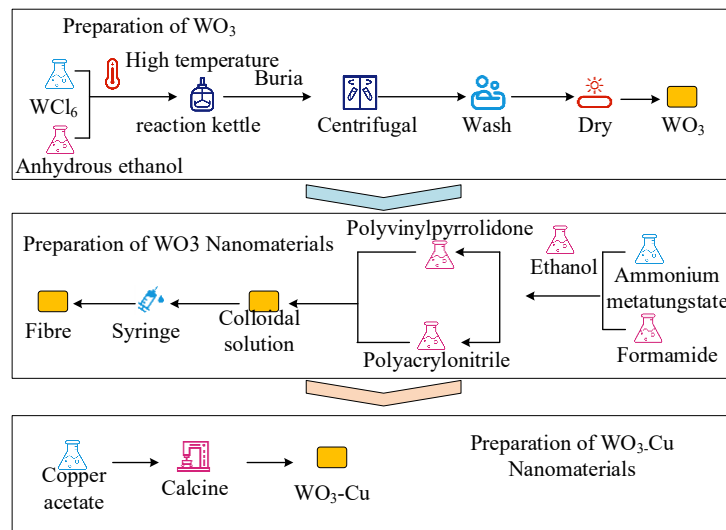 Preparation of WO₃
High temperature
Buria
WCl₆
reaction kettle
Centrifugal
Wash
Dry
WO₃
Anhydrous ethanol
Preparation of WO3 Nanomaterials
Polyvinylpyrrolidone
Ethanol
Ammonium
metatungstate
Fibre
Syringe
Colloidal
solution
Polyacrylonitrile
Formamide
Preparation of WO₃.Cu
Nanomaterials
Copper
acetate
Calcine
WO₃-Cu